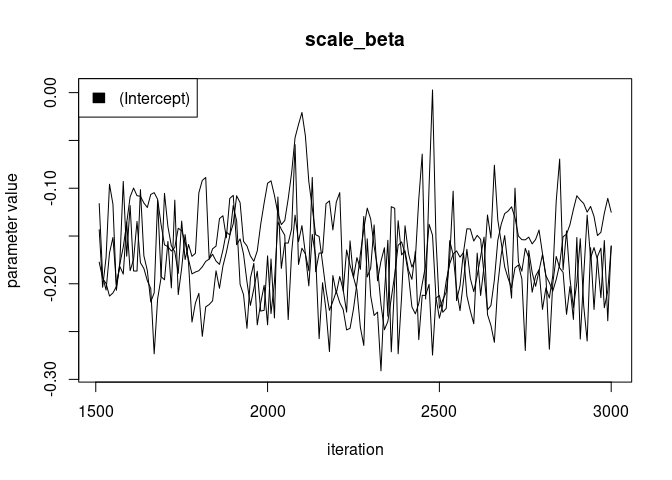 scale_beta
0.00
(Intercept)
-0.10
parameter value
-0.20
-0.30
1500 2000 2500 3000
iteration